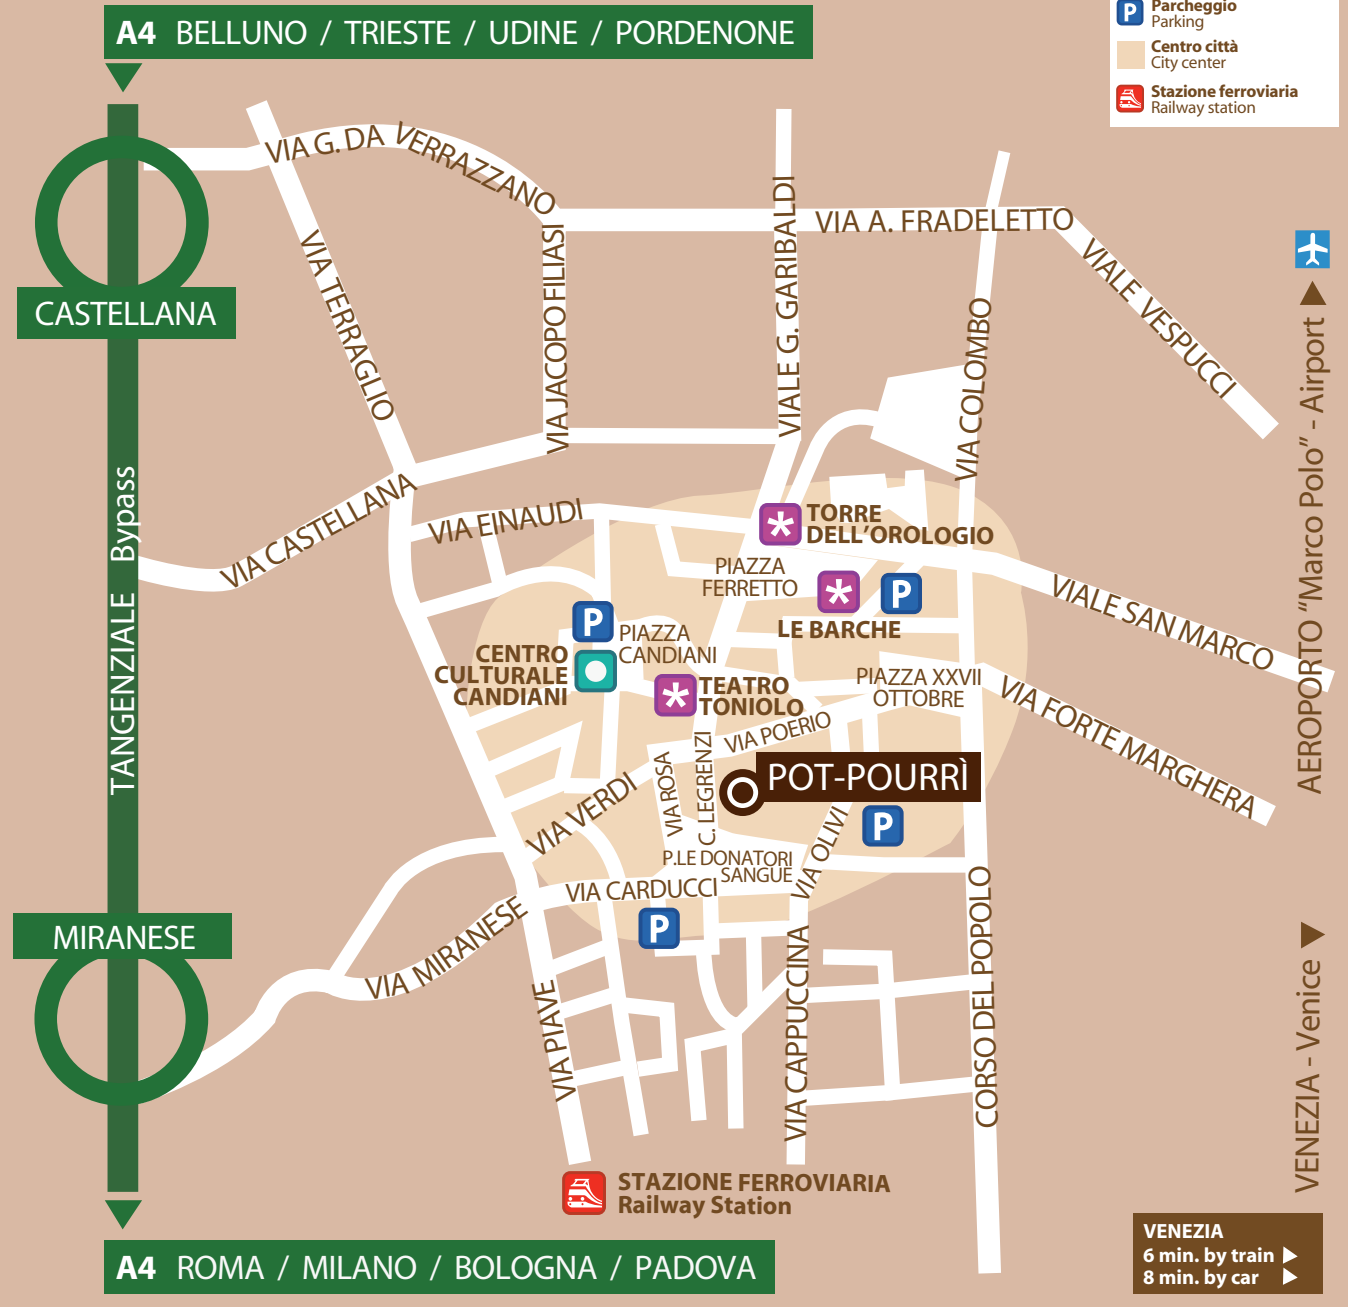 A4 BELLUNO / TRIESTE / UDINE / PORDENONE
P Parcheggio
Parking
Centro città
City center
Stazione ferroviaria
Railway station
VIA G. DA VERRAZZANO
VIA A. FRADELETTO
VIALE VESPUCCI
VIA TERRAGLIO
VIA JACOPO FILIASI
VIALE G. GARIBALDI
VIA COLOMBO
CASTELLANA
AEROPORTO “Marco Polo” - Airport
TANGENZIALE Bypass
VIA CASTELLANA
VIA EINAUDI
TORRE
DELL’OROLOGIO
PIAZZA
FERRETTO
P
LE BARCHE
VIALE SAN MARCO
P
PIAZZA
CANDIANI
CENTRO
CULTURALE
CANDIANI
TEATRO
TONIOLO
PIAZZA XXVII
OTTOBRE
VIA FORTE MARGHERA
VIA POERIO
VIA ROSA
C. LEGRENZI
POT-POURRÌ
VIA VERDI
P
VIA OLIVI
P.LE DONATORI
SANGUE
VIA CARDUCCI
P
MIRANESE
VIA MIRANESE
VIA PIAVE
VIA CAPPUCCINA
CORSO DEL POPOLO
VENEZIA - Venice
STAZIONE FERROVIARIA
Railway Station
VENEZIA
6 min. by train
8 min. by car
A4 ROMA / MILANO / BOLOGNA / PADOVA